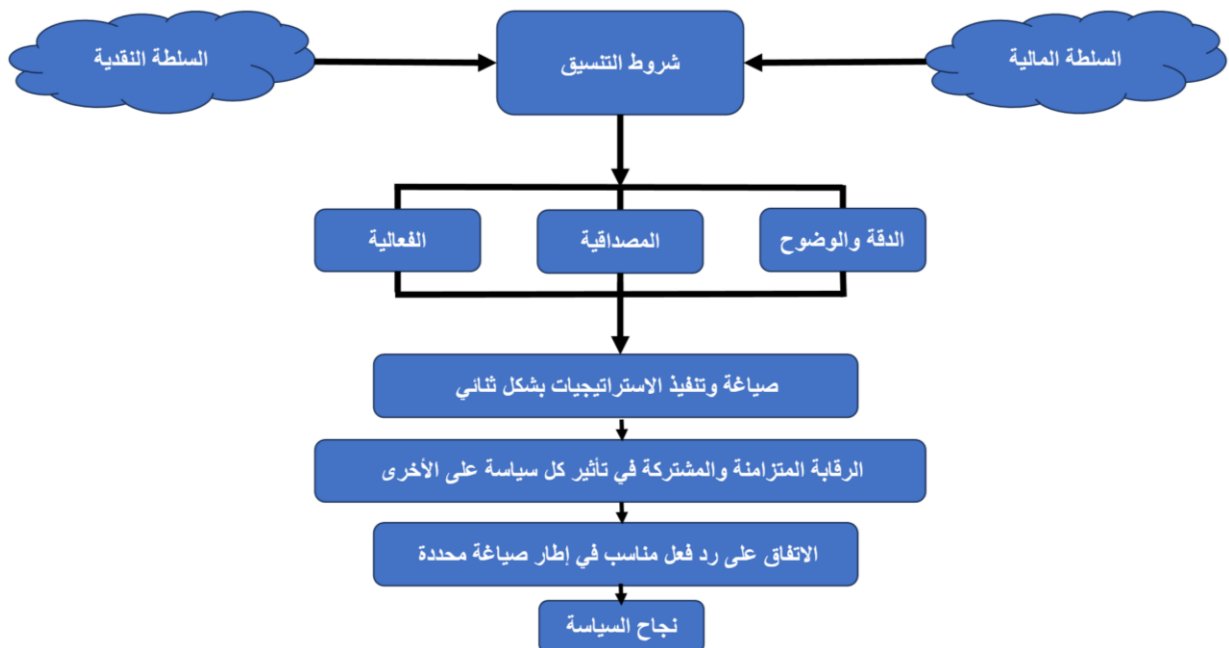 السلطة المالية
شروط التنسيق
السلطة النقدية
الدقة والوضوح
المصداقية
الفعالية
صياغة وتنفيذ الاستراتيجيات بشكل ثنائي
الرقابة المتزامنة والمشتركة في تأثير كل سياسة على الأخرى
الاتفاق على رد فعل مناسب في إطار صياغة محددة
نجاح السياسة